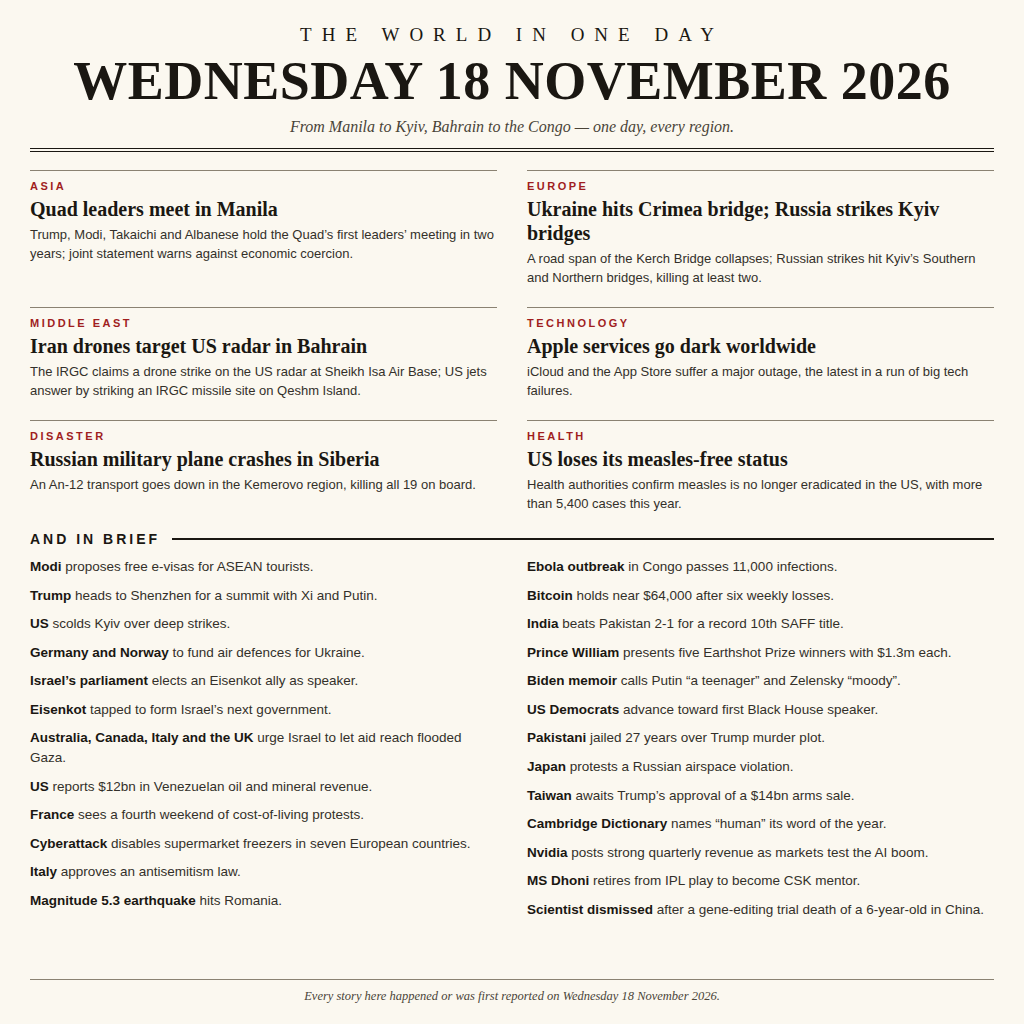 THE WORLD IN ONE DAY
WEDNESDAY 18 NOVEMBER 2026
From Manila to Kyiv, Bahrain to the Congo — one day, every region.
ASIA
Quad leaders meet in Manila
Trump, Modi, Takaichi and Albanese hold the Quad’s first leaders’ meeting in two
years; joint statement warns against economic coercion.
EUROPE
Ukraine hits Crimea bridge; Russia strikes Kyiv
bridges
A road span of the Kerch Bridge collapses; Russian strikes hit Kyiv’s Southern
and Northern bridges, killing at least two.
MIDDLE EAST
Iran drones target US radar in Bahrain
The IRGC claims a drone strike on the US radar at Sheikh Isa Air Base; US jets
answer by striking an IRGC missile site on Qeshm Island.
TECHNOLOGY
Apple services go dark worldwide
iCloud and the App Store suffer a major outage, the latest in a run of big tech
failures.
DISASTER
Russian military plane crashes in Siberia
An An-12 transport goes down in the Kemerovo region, killing all 19 on board.
HEALTH
US loses its measles-free status
Health authorities confirm measles is no longer eradicated in the US, with more
than 5,400 cases this year.
AND IN BRIEF
Modi proposes free e-visas for ASEAN tourists.
Trump heads to Shenzhen for a summit with Xi and Putin.
US scolds Kyiv over deep strikes.
Germany and Norway to fund air defences for Ukraine.
Israel’s parliament elects an Eisenkot ally as speaker.
Eisenkot tapped to form Israel’s next government.
Australia, Canada, Italy and the UK urge Israel to let aid reach flooded
Gaza.
US reports $12bn in Venezuelan oil and mineral revenue.
France sees a fourth weekend of cost-of-living protests.
Cyberattack disables supermarket freezers in seven European countries.
Italy approves an antisemitism law.
Magnitude 5.3 earthquake hits Romania.
Ebola outbreak in Congo passes 11,000 infections.
Bitcoin holds near $64,000 after six weekly losses.
India beats Pakistan 2-1 for a record 10th SAFF title.
Prince William presents five Earthshot Prize winners with $1.3m each.
Biden memoir calls Putin “a teenager” and Zelensky “moody”.
US Democrats advance toward first Black House speaker.
Pakistani jailed 27 years over Trump murder plot.
Japan protests a Russian airspace violation.
Taiwan awaits Trump’s approval of a $14bn arms sale.
Cambridge Dictionary names “human” its word of the year.
Nvidia posts strong quarterly revenue as markets test the AI boom.
MS Dhoni retires from IPL play to become CSK mentor.
Scientist dismissed after a gene-editing trial death of a 6-year-old in China.
Every story here happened or was first reported on Wednesday 18 November 2026.